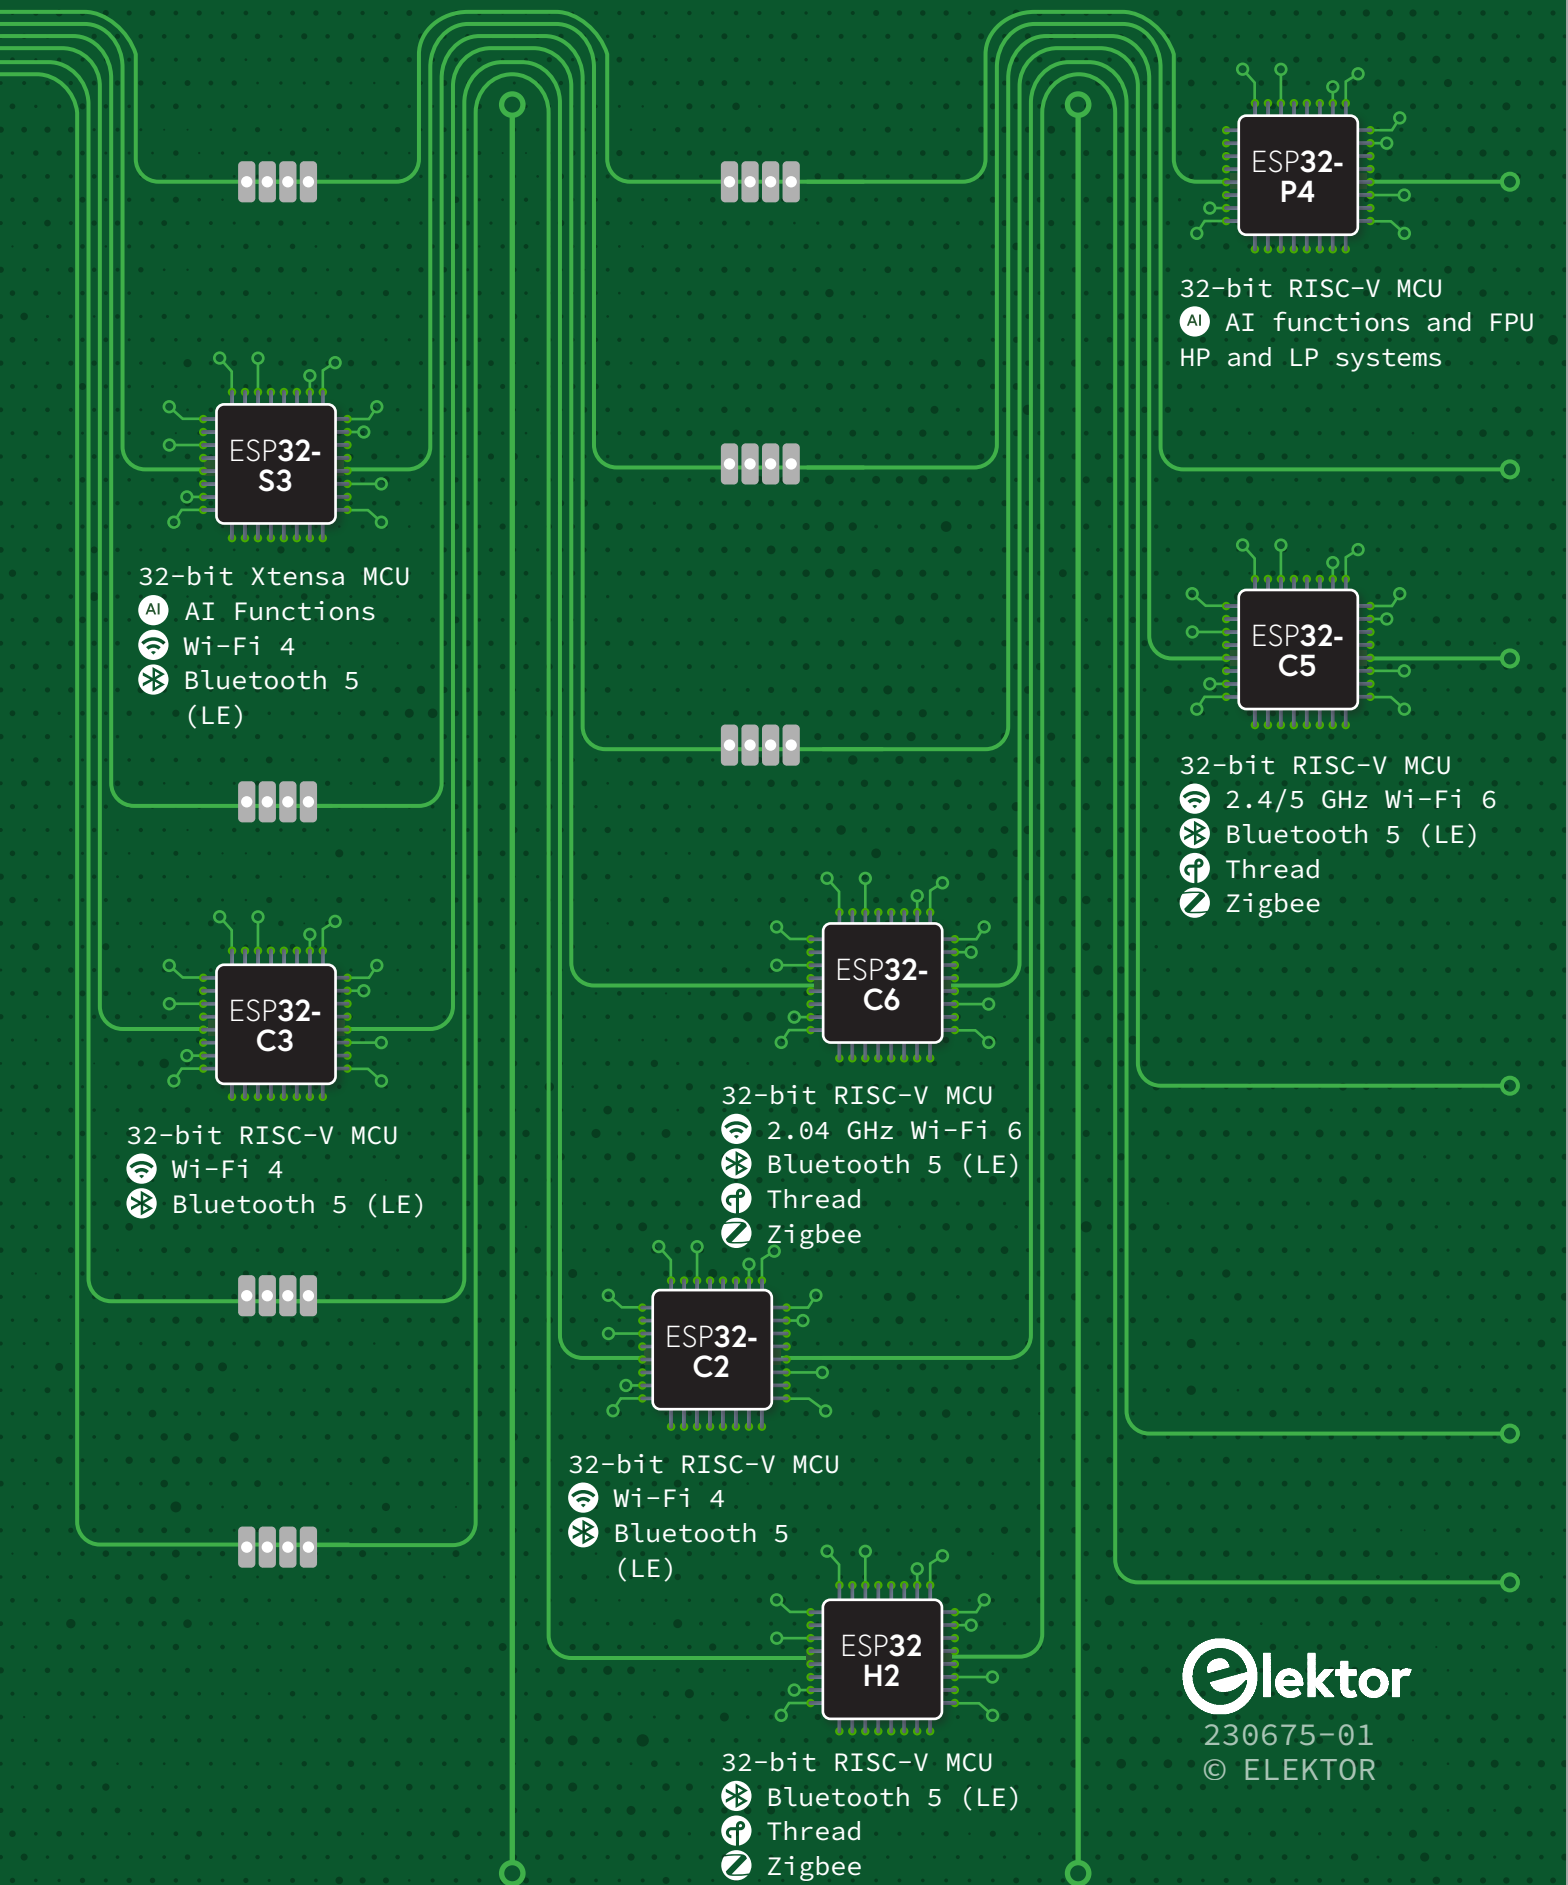 ESP32-
S3
32-bit Xtensa MCU
AI AI Functions
Wi-Fi 4
Bluetooth 5
(LE)
ESP32-
C3
32-bit RISC-V MCU
Wi-Fi 4
Bluetooth 5 (LE)
ESP32-
C6
32-bit RISC-V MCU
2.04 GHz Wi-Fi 6
Bluetooth 5 (LE)
Thread
Zigbee
ESP32-
C2
32-bit RISC-V MCU
Wi-Fi 4
Bluetooth 5
(LE)
ESP32
H2
32-bit RISC-V MCU
Bluetooth 5 (LE)
Thread
Zigbee
ESP32-
P4
32-bit RISC-V MCU
AI AI functions and FPU
HP and LP systems
ESP32-
C5
32-bit RISC-V MCU
2.4/5 GHz Wi-Fi 6
Bluetooth 5 (LE)
Thread
Zigbee
elektor
230675-01
© ELEKTOR